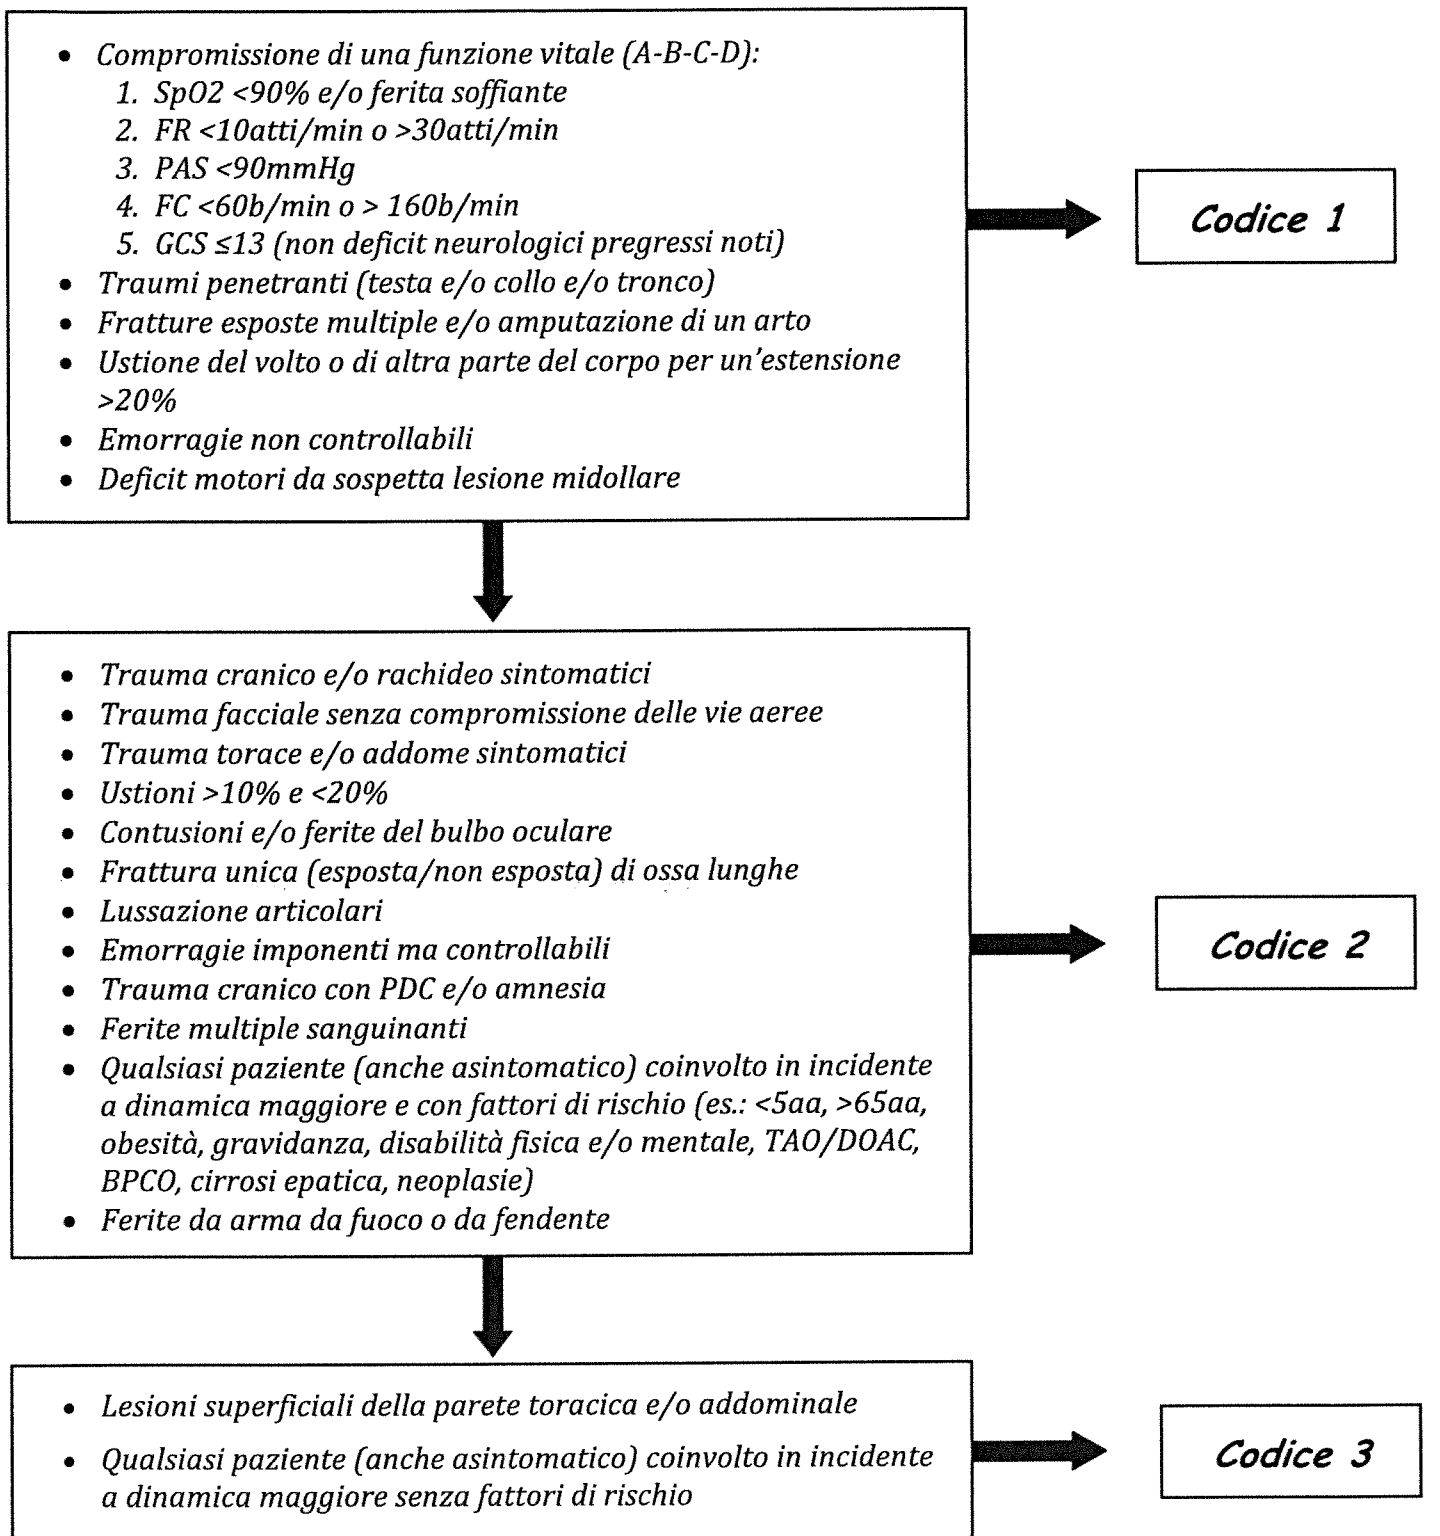 • Compromissione di una funzione vitale (A-B-C-D):
1. SpO2 <90% e/o ferita soffiante
2. FR <10atti/min o >30atti/min
3. PAS <90mmHg
4. FC <60b/min o > 160b/min
5. GCS ≤13 (non deficit neurologici pregressi noti)
• Traumi penetranti (testa e/o collo e/o tronco)
• Fratture esposte multiple e/o amputazione di un arto
• Ustione del volto o di altra parte del corpo per un'estensione
>20%
• Emorragie non controllabili
• Deficit motori da sospetta lesione midollare
Codice 1
• Trauma cranico e/o rachideo sintomatici
• Trauma facciale senza compromissione delle vie aeree
• Trauma torace e/o addome sintomatici
• Ustioni >10% e <20%
• Contusioni e/o ferite del bulbo oculare
• Frattura unica (esposta/non esposta) di ossa lunghe
• Lussazione articolari
• Emorragie imponenti ma controllabili
• Trauma cranico con PDC e/o amnesia
• Ferite multiple sanguinanti
• Qualsiasi paziente (anche asintomatico) coinvolto in incidente
a dinamica maggiore e con fattori di rischio (es.: <5aa, >65aa,
obesità, gravidanza, disabilità fisica e/o mentale, TAO/DOAC,
BPCO, cirrosi epatica, neoplasie)
• Ferite da arma da fuoco o da fendente
Codice 2
• Lesioni superficiali della parete toracica e/o addominale
• Qualsiasi paziente (anche asintomatico) coinvolto in incidente
a dinamica maggiore senza fattori di rischio
Codice 3